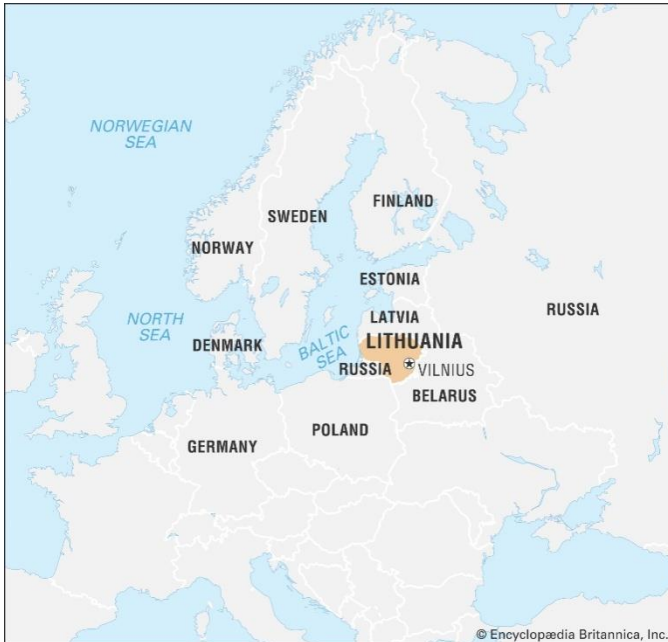 NORWEGIAN
SEA
FINLAND
SWEDEN
NORWAY
ESTONIA
RUSSIA
NORTH
SEA
LATVIA
DENMARK
BALTIC
SEA
LITHUANIA
RUSSIA
VILNIUS
BELARUS
POLAND
GERMANY
© Encyclopædia Britannica, Inc.